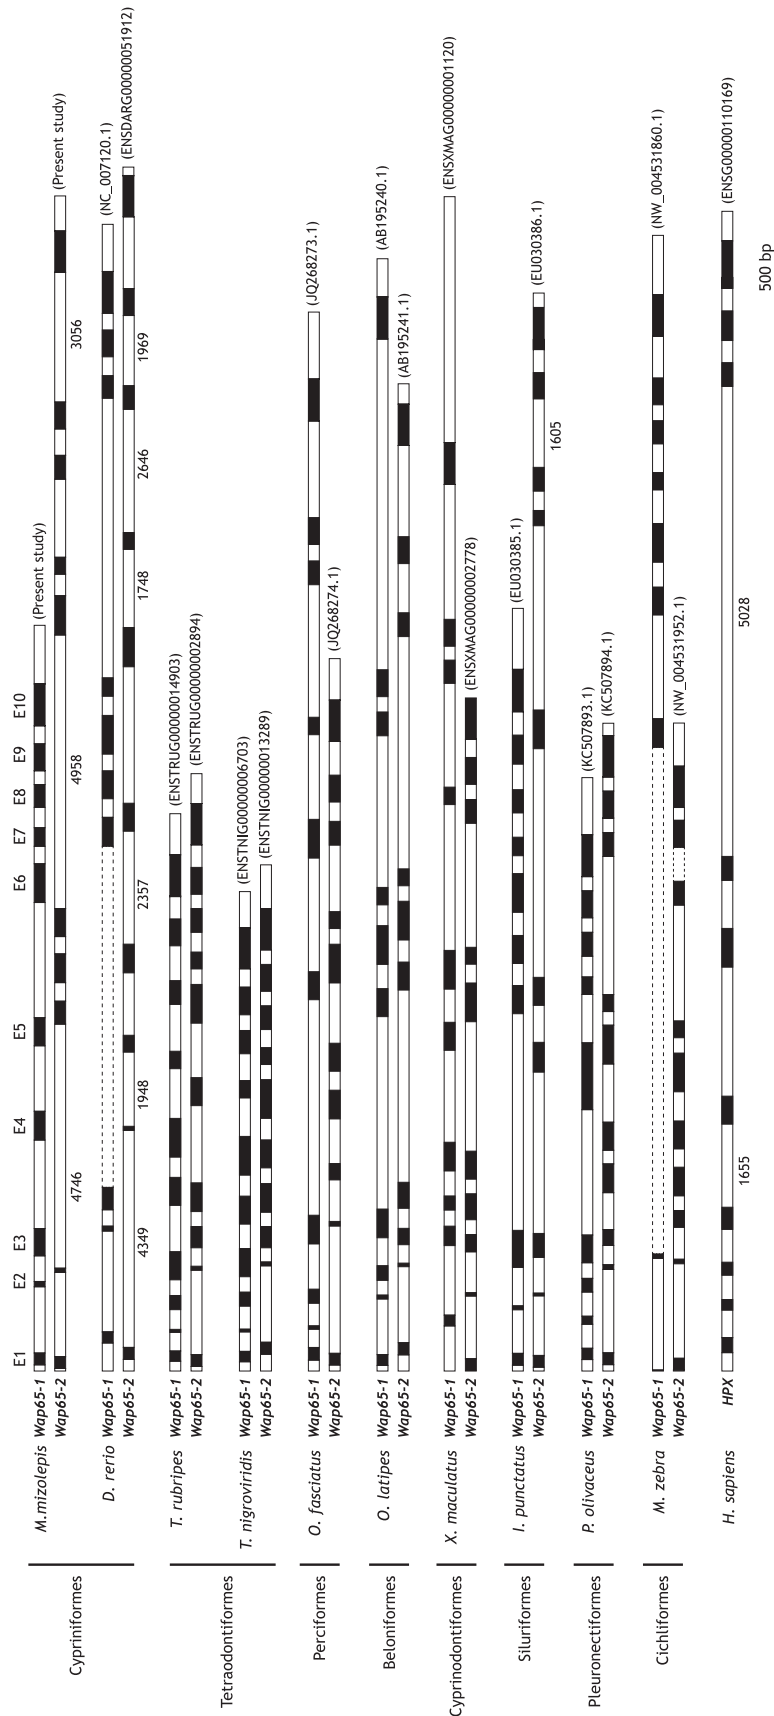 E1 E2 E3 E4 E5 E6 E7 E8 E9 E10
Cypriniformes
M.mizolepis
Wap65-1 (Present study)
Wap65-2 (Present study)
4746 4958 3056
D. rerio
Wap65-1 (NC_007120.1)
Wap65-2 (ENSDARG00000051912)
4349 1948 2357 1748 2646 1969
Tetraodontiformes
T. rubripes
Wap65-1 (ENSTRUG00000014903)
Wap65-2 (ENSTRUG00000002894)
T. nigroviridis
Wap65-1 (ENSTNIG00000006703)
Wap65-2 (ENSTNIG00000013289)
Perciformes
O. fasciatus
Wap65-1 (JQ268273.1)
Wap65-2 (JQ268274.1)
Beloniformes
O. latipes
Wap65-1 (AB195240.1)
Wap65-2 (AB195241.1)
Cyprinodontiformes
X. maculatus
Wap65-1 (ENSXMAG00000001120)
Wap65-2 (ENSXMAG00000002778)
Siluriformes
I. punctatus
Wap65-1 (EU030385.1)
Wap65-2 (EU030386.1)
1605
Pleuronectiformes
P. olivaceus
Wap65-1 (KC507893.1)
Wap65-2 (KC507894.1)
Cichliformes
M. zebra
Wap65-1 (NW_004531860.1)
Wap65-2 (NW_004531952.1)
H. sapiens
HPX (ENSG00000110169)
1655 5028
500 bp